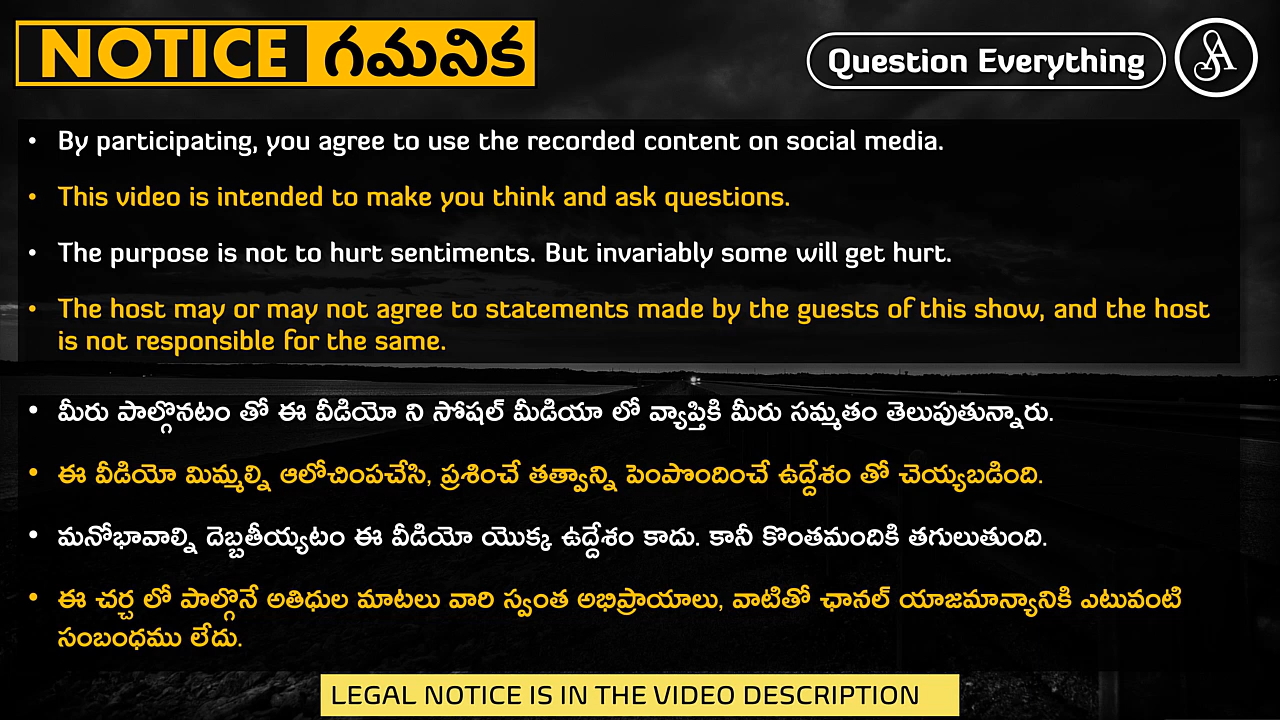 NOTICE గమనిక
Question Everything
SA
• By participating, you agree to use the recorded content on social media.
• This video is intended to make you think and ask questions.
• The purpose is not to hurt sentiments. But invariably some will get hurt.
• The host may or may not agree to statements made by the guests of this show, and the host
is not responsible for the same.
• మీరు పాల్గొనటం తో ఈ వీడియో ని సోషల్ మీడియా లో వ్యాప్తికి మీరు సమ్మతం తెలుపుతున్నారు.
• ఈ వీడియో మిమ్మల్ని ఆలోచింపచేసి, ప్రశించే తత్వాన్ని పెంపొందించే ఉద్దేశం తో చెయ్యబడింది.
• మనోభావాల్ని దెబ్బతీయ్యటం ఈ వీడియో యొక్క ఉద్దేశం కాదు. కానీ కొంతమందికి తగులుతుంది.
• ఈ చర్చ లో పాల్గొనే అతిధుల మాటలు వారి స్వంత అభిప్రాయాలు, వాటితో ఛానల్ యాజమాన్యానికి ఎటువంటి
సంబంధము లేదు.
LEGAL NOTICE IS IN THE VIDEO DESCRIPTION